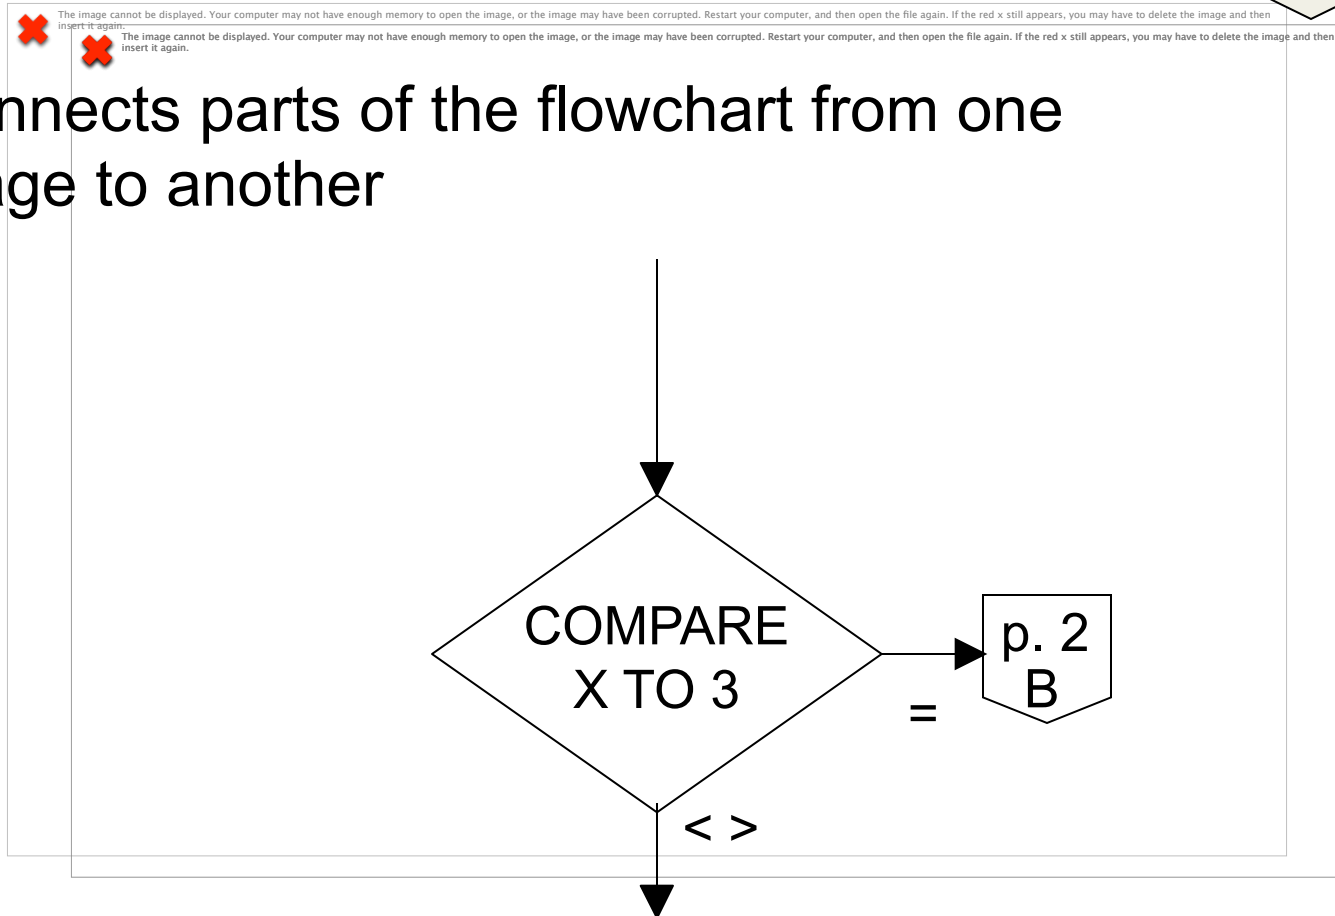 The image cannot be displayed. Your computer may not have enough memory to open the image, or the image may have been corrupted. Restart your computer, and then open the file again. If the red x still appears, you may have to delete the image and then
insert it again.
The image cannot be displayed. Your computer may not have enough memory to open the image, or the image may have been corrupted. Restart your computer, and then open the file again. If the red x still appears, you may have to delete the image and then
insert it again.
nnects parts of the flowchart from one
age to another
COMPARE
X TO 3
p. 2
B
=
< >